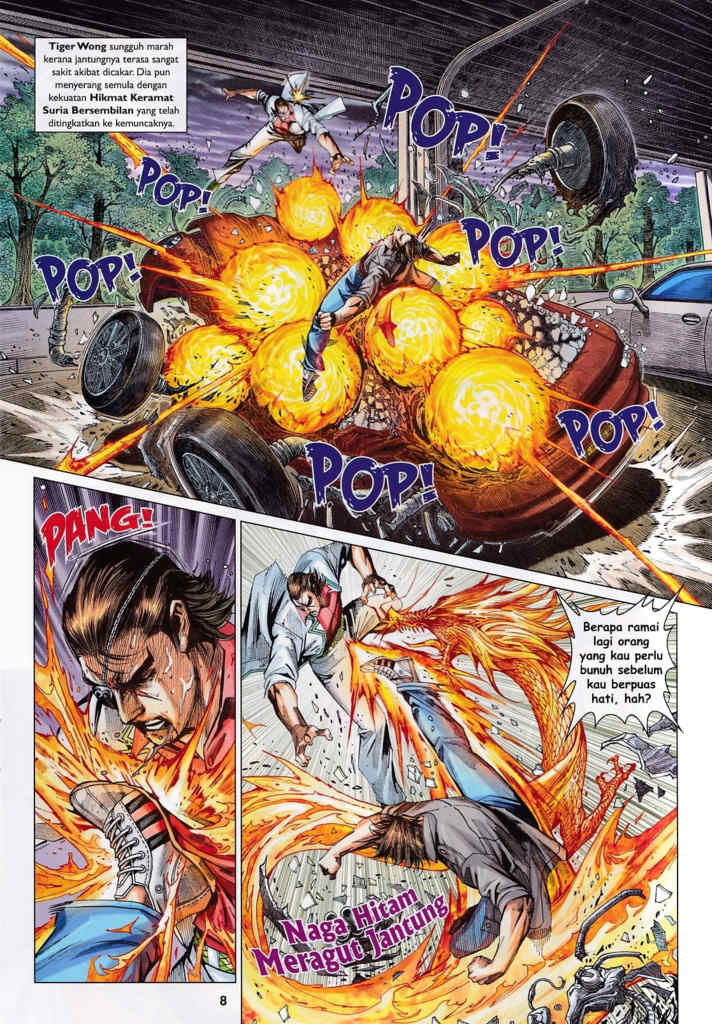 Tiger Wong sungguh marah
kerana jantungnya terasa sangat
sakit akibat dicakar. Dia pun
menyerang semula dengan
kekuatan Hikmat Keramat
Suria Bersembilan yang telah
ditingkatkan ke kemuncaknya.
POP!
POP!
POP!
POP!
POP!
POP!
PANG!
Berapa ramai
lagi orang
yang kau perlu
bunuh sebelum
kau berpuas
hati, hah?
Naga Hitam
Meragut Jantung
8